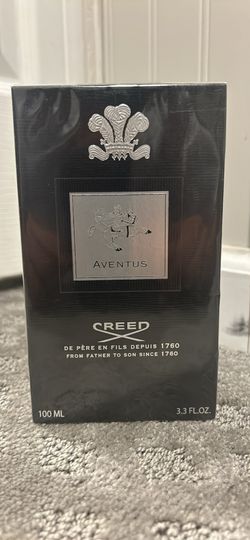 AVENTUS
CREED
DE PÈRE EN FILS DEPUIS 1760
FROM FATHER TO SON SINCE 1760
100 ML 3.3 FL.OZ.